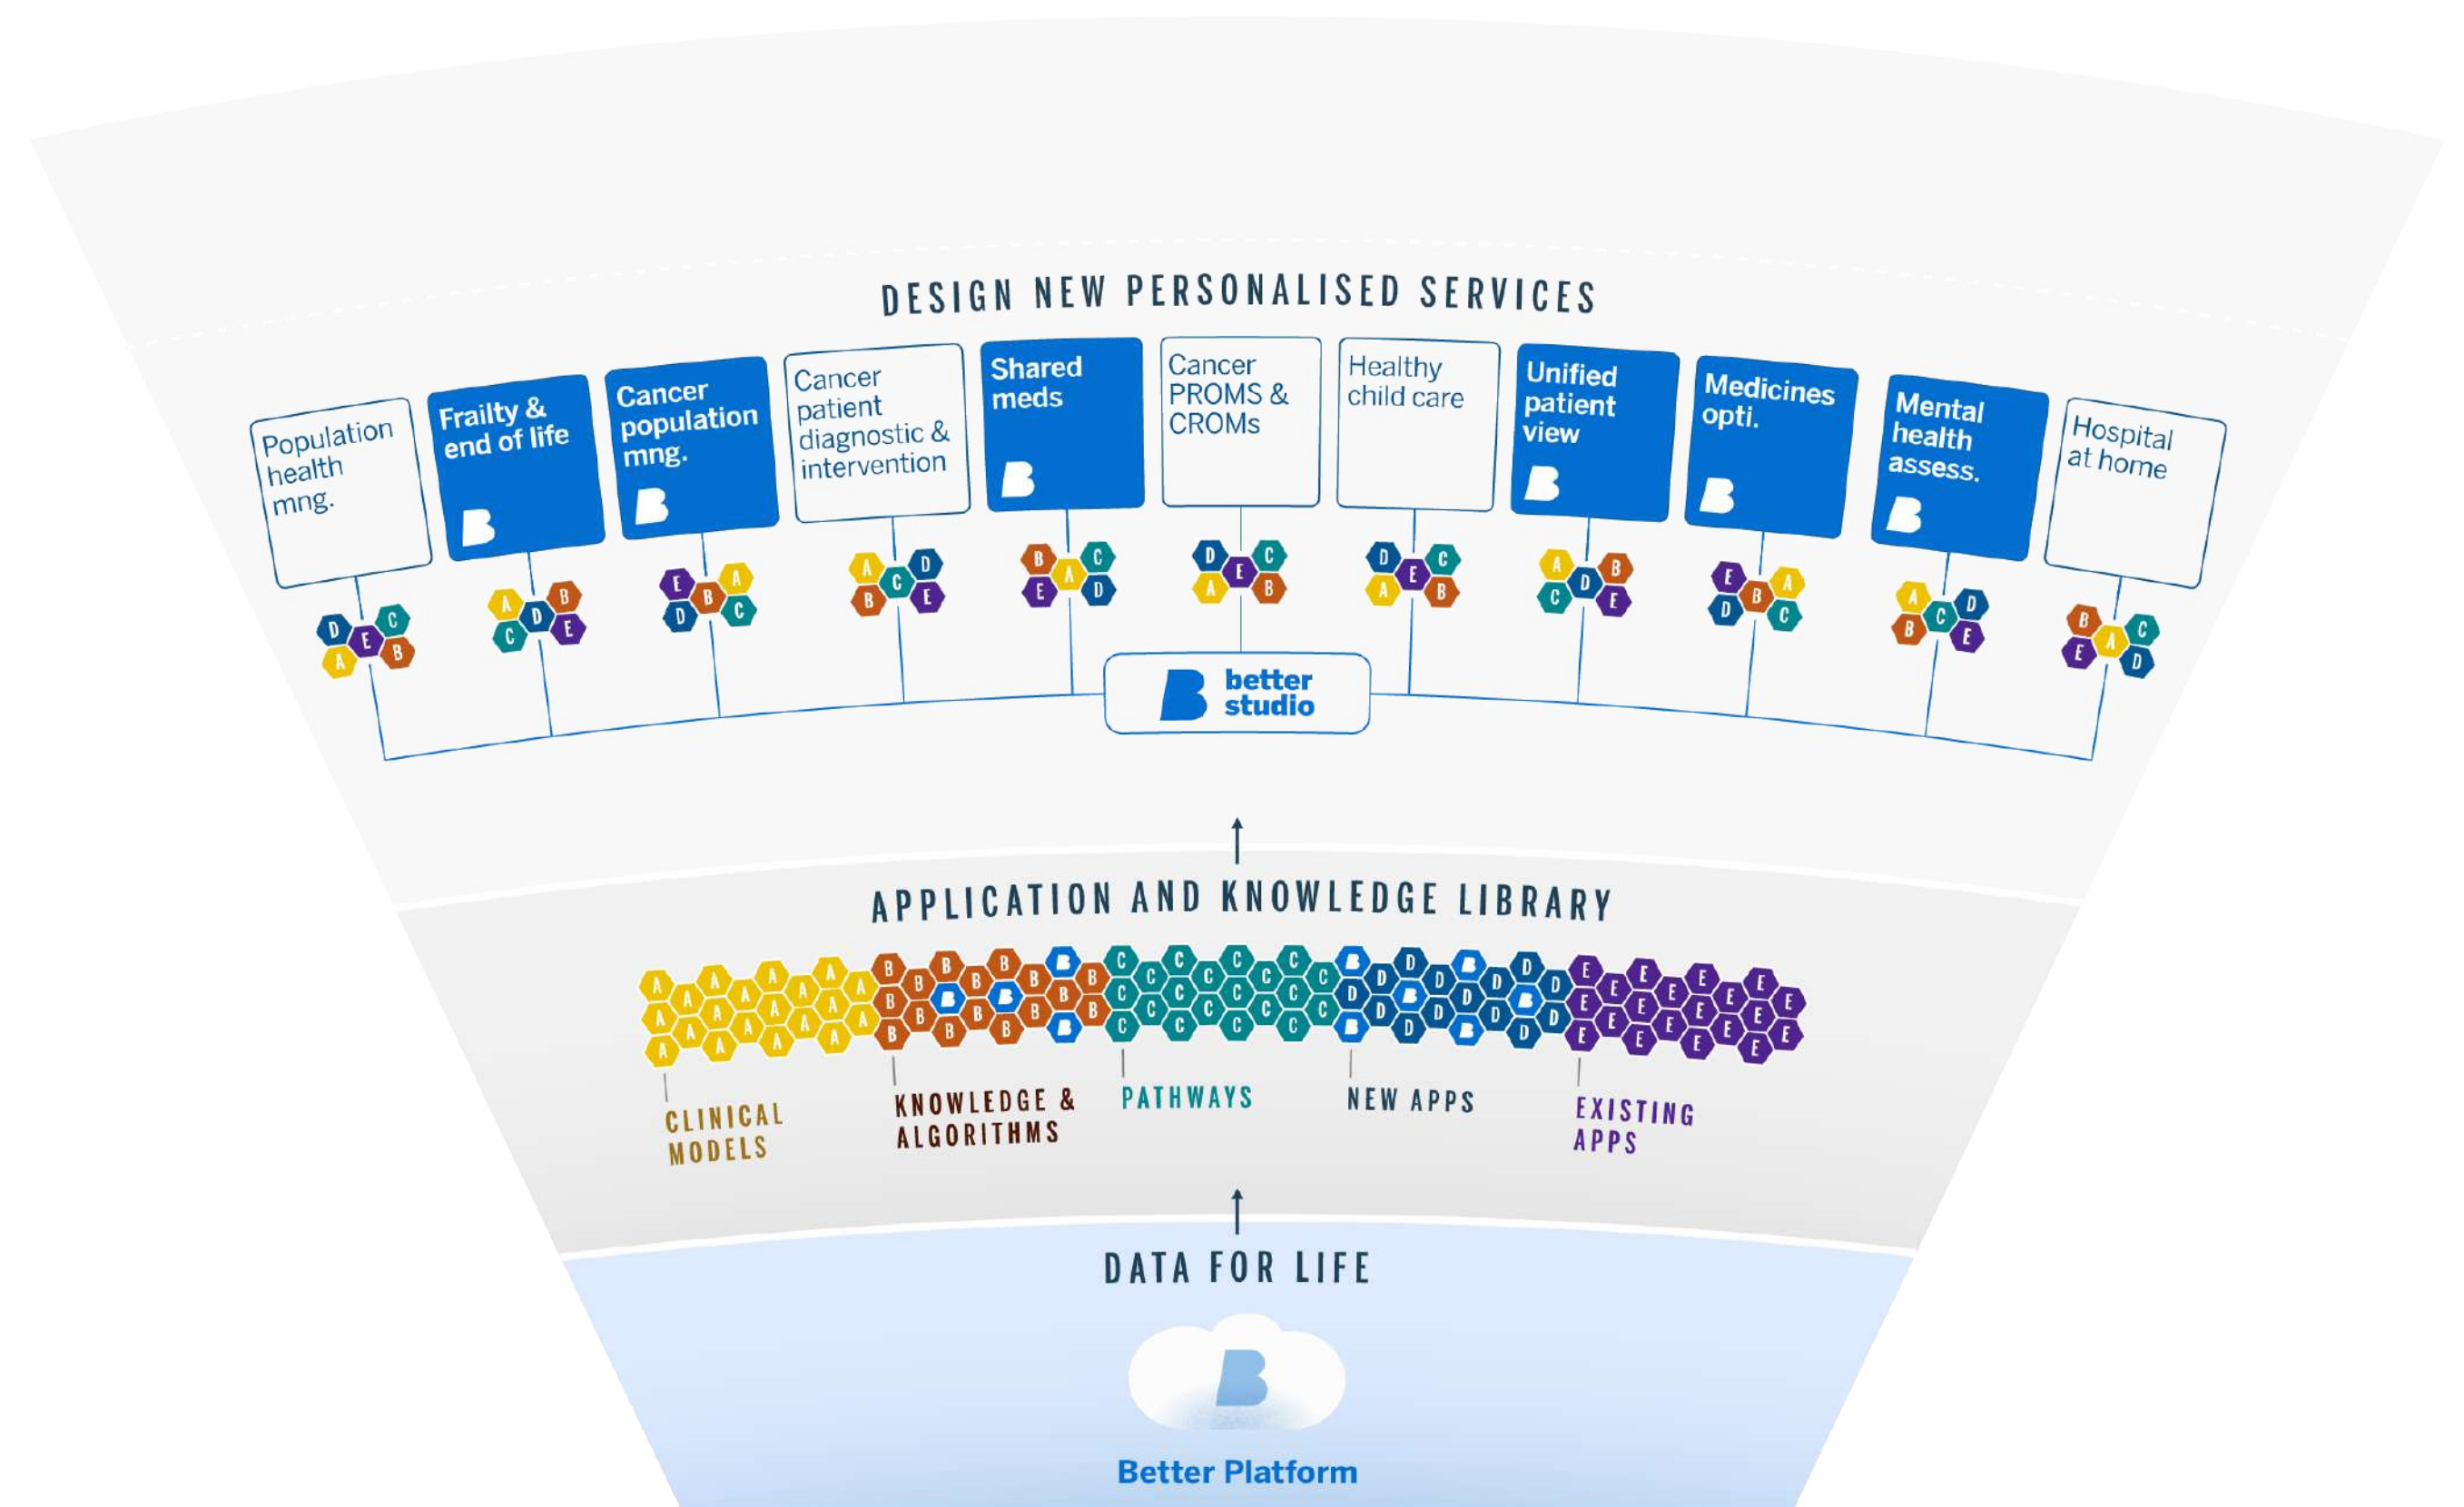 DESIGN NEW PERSONALISED SERVICES
Population
health
mng.
Frailty &
end of life
B
Cancer
population
mng.
B
Cancer
patient
diagnostic &
intervention
Shared
meds
B
Cancer
PROMS &
CROMs
Healthy
child care
Unified
patient
view
B
Medicines
opti.
B
Mental
health
assess.
B
Hospital
at home
D C
E
A B
A B
D
C E
E A
B
D C
A D
C
B E
B C
A
E D
D C
E
A B
D C
E
A B
A B
D
C E
E A
B
D C
A D
C
B E
B C
A
E D
B better
studio
APPLICATION AND KNOWLEDGE LIBRARY
A A A A B B B B C C C C B D B D E E E E
A A A A B B B B C C C C D D D D E E E E
A A A A B B B B C C C C D B D B E E E E
A A A A B B B B C C C C D D D D E E E E
A A A A B B B B C C C C B D B D E E E E
CLINICAL
MODELS
KNOWLEDGE &
ALGORITHMS
PATHWAYS
NEW APPS
EXISTING
APPS
DATA FOR LIFE
B
Better Platform